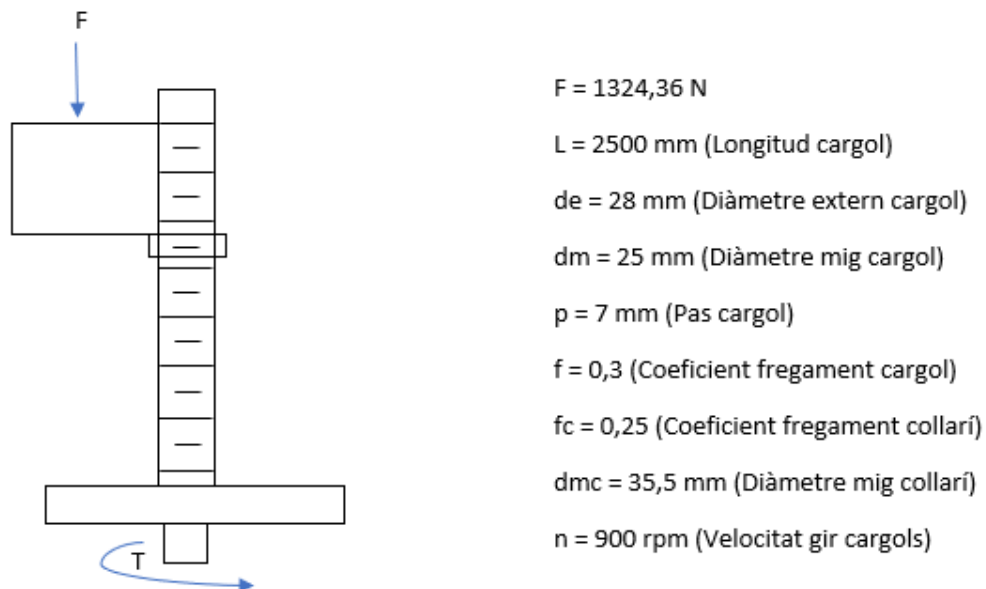 F
T
F = 1324,36 N
L = 2500 mm (Longitud cargol)
de = 28 mm (Diàmetre extern cargol)
dm = 25 mm (Diàmetre mig cargol)
p = 7 mm (Pas cargol)
f = 0,3 (Coeficient fregament cargol)
fc = 0,25 (Coeficient fregament collarí)
dmc = 35,5 mm (Diàmetre mig collarí)
n = 900 rpm (Velocitat gir cargols)